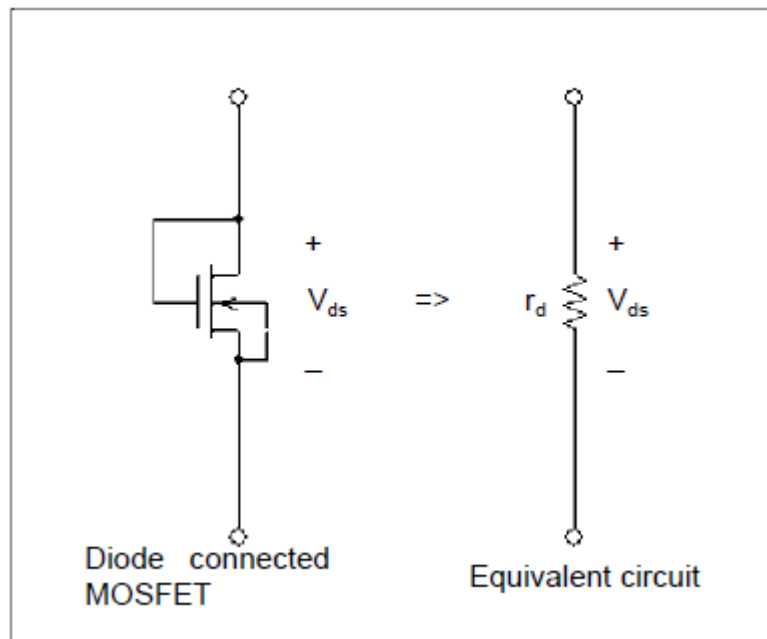 +
V_ds
–
=>
r_d
+
V_ds
–
Diode connected
MOSFET
Equivalent circuit